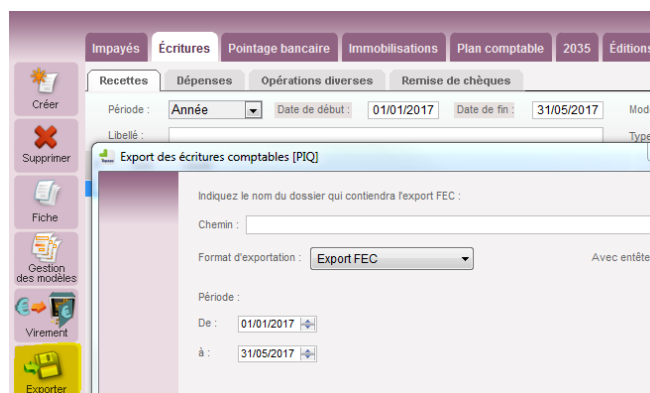 Impayés Écritures Pointage bancaire Immobilisations Plan comptable 2035 Éditions
Recettes Dépenses Opérations diverses Remise de chèques
Créer
Période : Année Date de début : 01/01/2017 Date de fin : 31/05/2017 Mod
Libellé : Type
Supprimer
Export des écritures comptables [PIQ]
Indiquez le nom du dossier qui contiendra l'export FEC :
Fiche
Chemin :
Format d'exportation : Export FEC Avec entête
Gestion
des modèles
Période :
De : 01/01/2017
Virement
à : 31/05/2017
Exporter